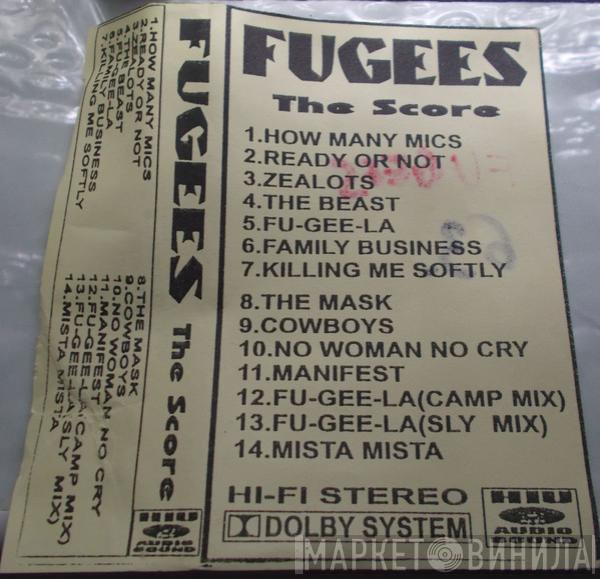 FUGEES
The Score
1.HOW MANY MICS
2.READY OR NOT
3.ZEALOTS
4.THE BEAST
5.FU-GEE-LA
6.FAMILY BUSINESS
7.KILLING ME SOFTLY
8.THE MASK
9.COWBOYS
10.NO WOMAN NO CRY
11.MANIFEST
12.FU-GEE-LA(CAMP MIX)
13.FU-GEE-LA(SLY MIX)
14.MISTA MISTA
HI-FI STEREO
DOLBY SYSTEM
HIU
AUDIO
SOUND
FUGEES The Score
HIU
AUDIO
SOUND
1.HOW MANY MICS
2.READY OR NOT
3.ZEALOTS
4.THE BEAST
5.FU-GEE-LA
6.FAMILY BUSINESS
7.KILLING ME SOFTLY
8.THE MASK
9.COWBOYS
10.NO WOMAN NO CRY
11.MANIFEST
12.FU-GEE-LA(CAMP MIX)
13.FU-GEE-LA(SLY MIX)
14.MISTA MISTA
МАРКЕТ ВИНИЛА